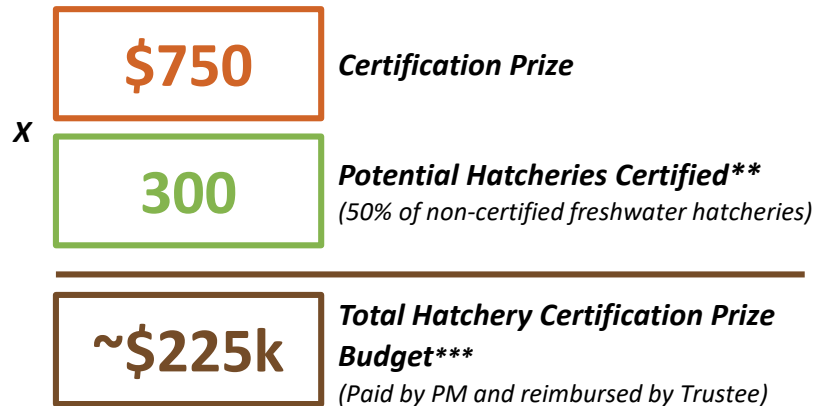 $750
Certification Prize
X
300
Potential Hatcheries Certified**
(50% of non-certified freshwater hatcheries)
~$225k
Total Hatchery Certification Prize
Budget***
(Paid by PM and reimbursed by Trustee)